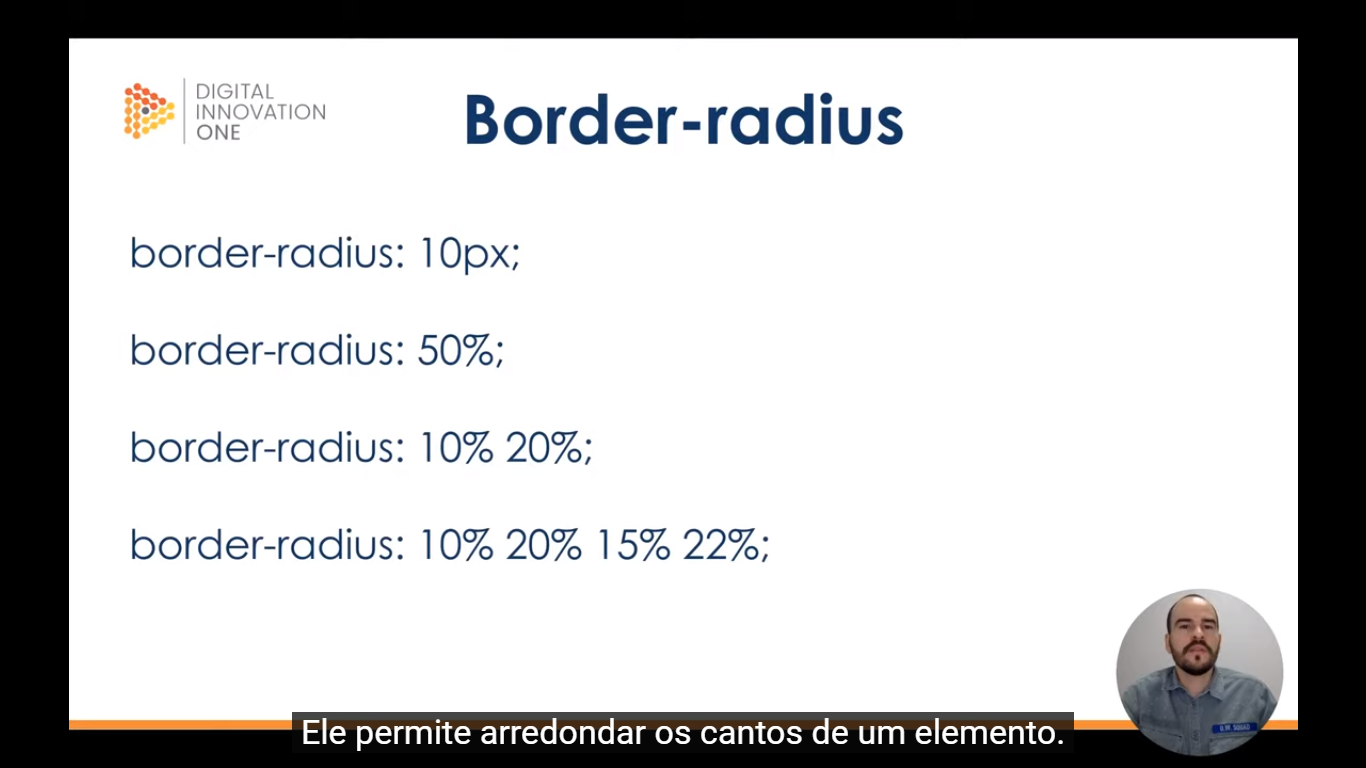 DIGITAL
INNOVATION
ONE
Border-radius
border-radius: 10px;
border-radius: 50%;
border-radius: 10% 20%;
border-radius: 10% 20% 15% 22%;
Ele permite arredondar os cantos de um elemento.